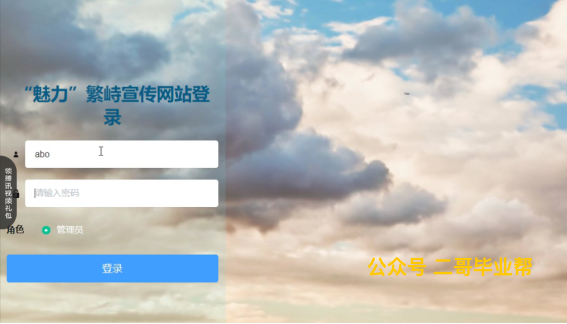 “魅力”繁峙宣传网站登
录
abo
请输入密码
领腾讯视频礼包
角色 管理员
登录
公众号 二哥毕业帮